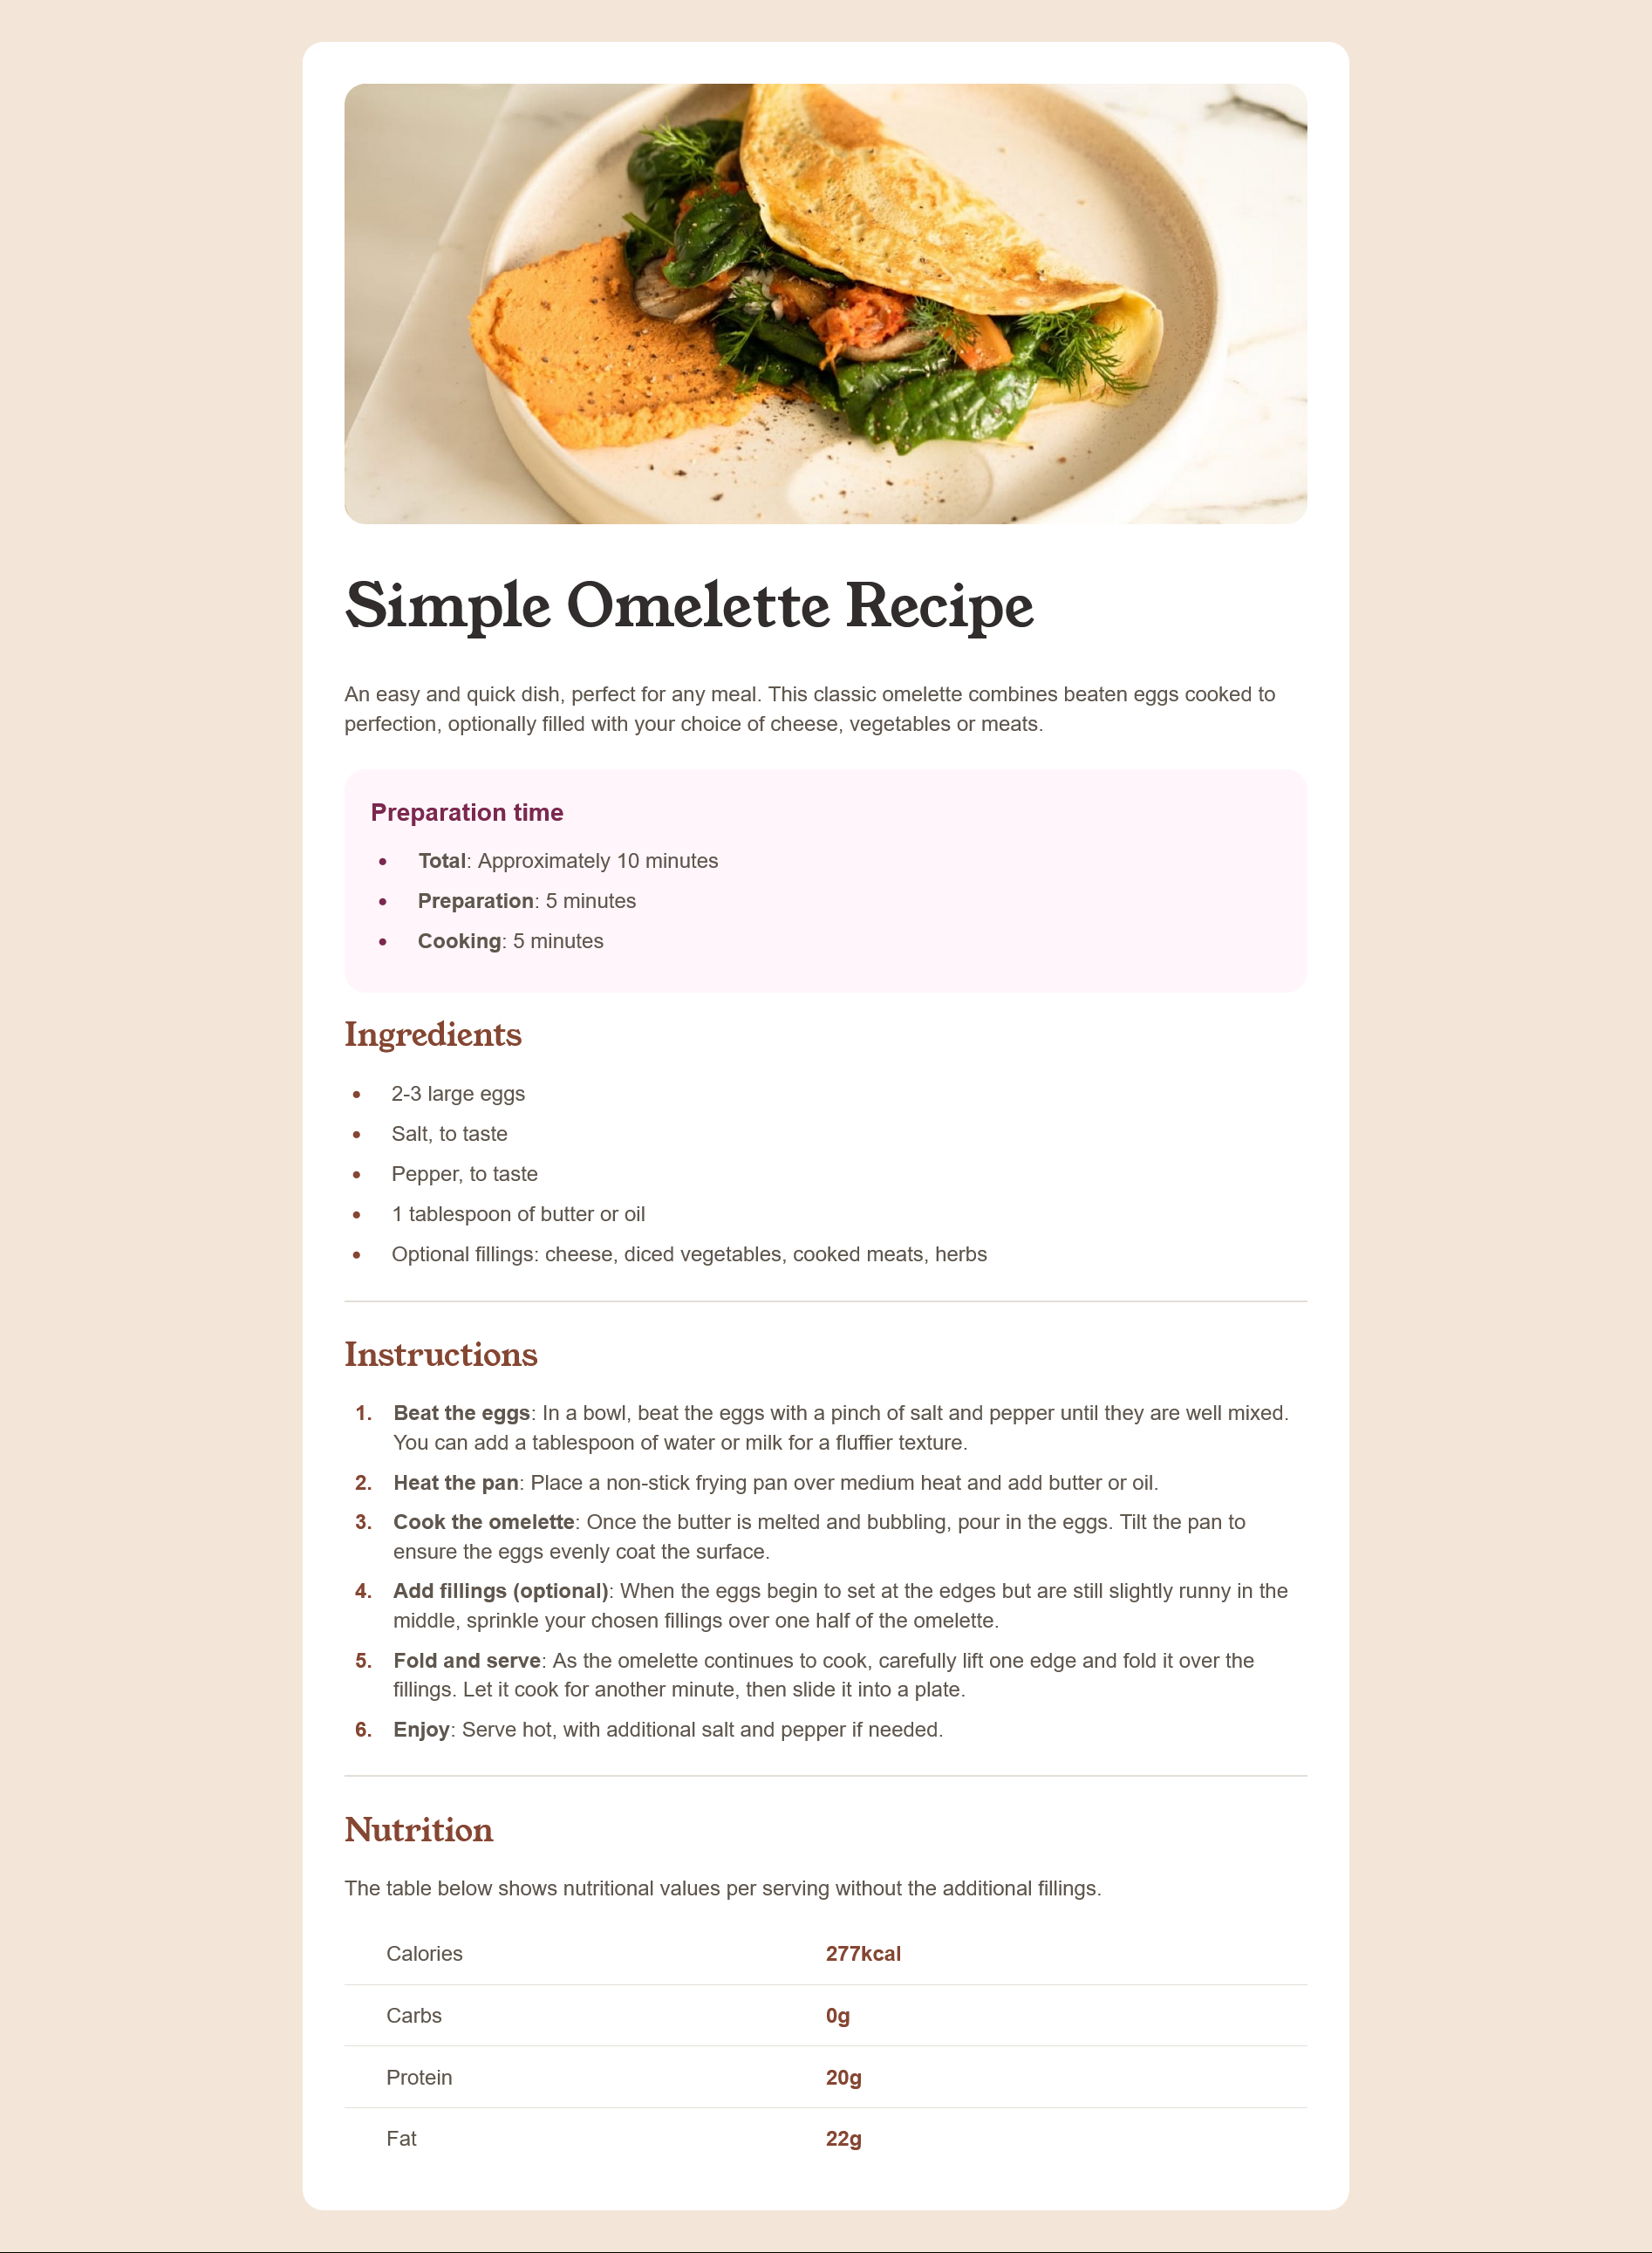 Simple Omelette Recipe
An easy and quick dish, perfect for any meal. This classic omelette combines beaten eggs cooked to
perfection, optionally filled with your choice of cheese, vegetables or meats.
Preparation time
• Total: Approximately 10 minutes
• Preparation: 5 minutes
• Cooking: 5 minutes
Ingredients
• 2-3 large eggs
• Salt, to taste
• Pepper, to taste
• 1 tablespoon of butter or oil
• Optional fillings: cheese, diced vegetables, cooked meats, herbs
Instructions
1. Beat the eggs: In a bowl, beat the eggs with a pinch of salt and pepper until they are well mixed.
You can add a tablespoon of water or milk for a fluffier texture.
2. Heat the pan: Place a non-stick frying pan over medium heat and add butter or oil.
3. Cook the omelette: Once the butter is melted and bubbling, pour in the eggs. Tilt the pan to
ensure the eggs evenly coat the surface.
4. Add fillings (optional): When the eggs begin to set at the edges but are still slightly runny in the
middle, sprinkle your chosen fillings over one half of the omelette.
5. Fold and serve: As the omelette continues to cook, carefully lift one edge and fold it over the
fillings. Let it cook for another minute, then slide it into a plate.
6. Enjoy: Serve hot, with additional salt and pepper if needed.
Nutrition
The table below shows nutritional values per serving without the additional fillings.
Calories 277kcal
Carbs 0g
Protein 20g
Fat 22g